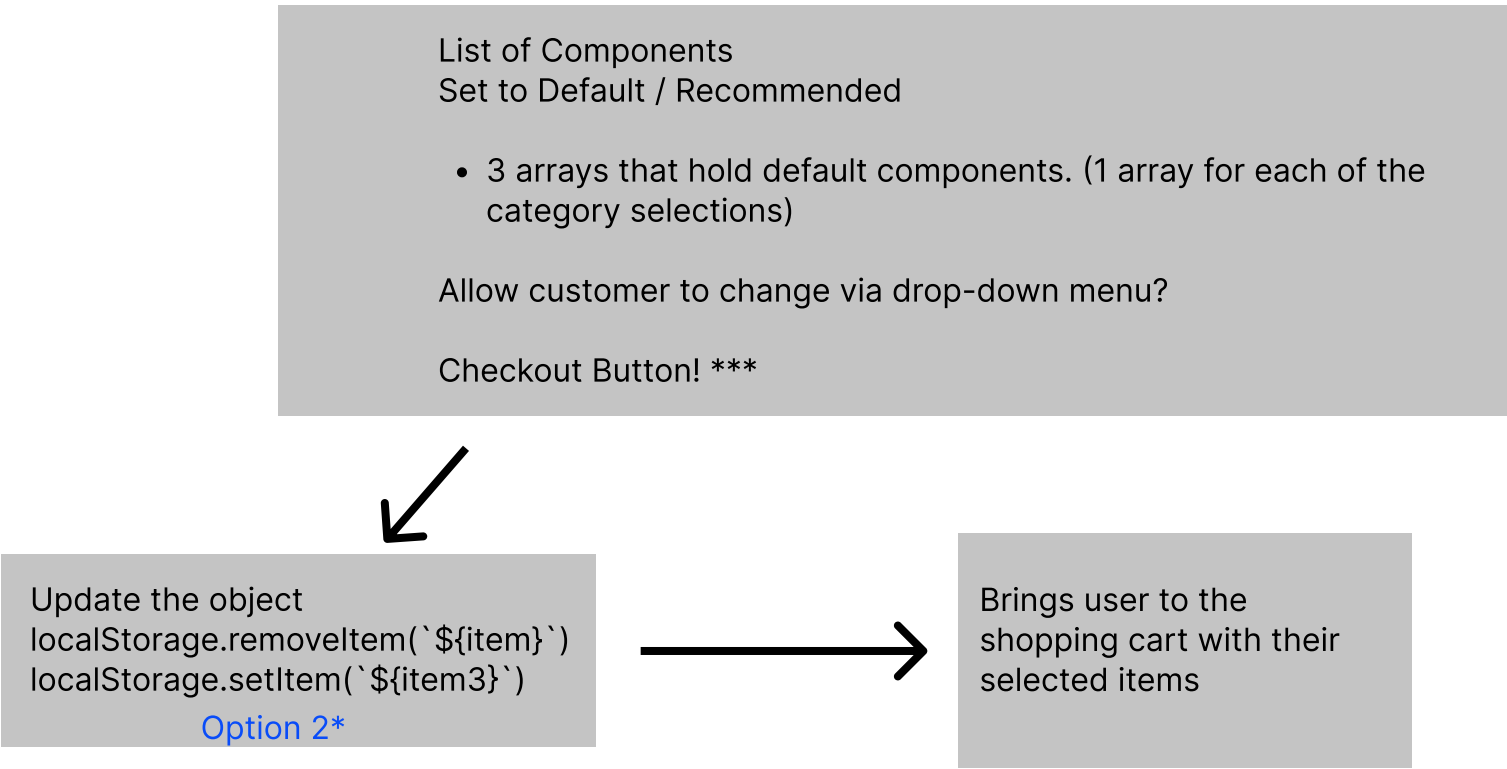 List of Components
Set to Default / Recommended
• 3 arrays that hold default components. (1 array for each of the
category selections)
Allow customer to change via drop-down menu?
Checkout Button! ***
Update the object
localStorage.removeItem(`${item}`)
localStorage.setItem(`${item3}`)
Option 2*
Brings user to the
shopping cart with their
selected items